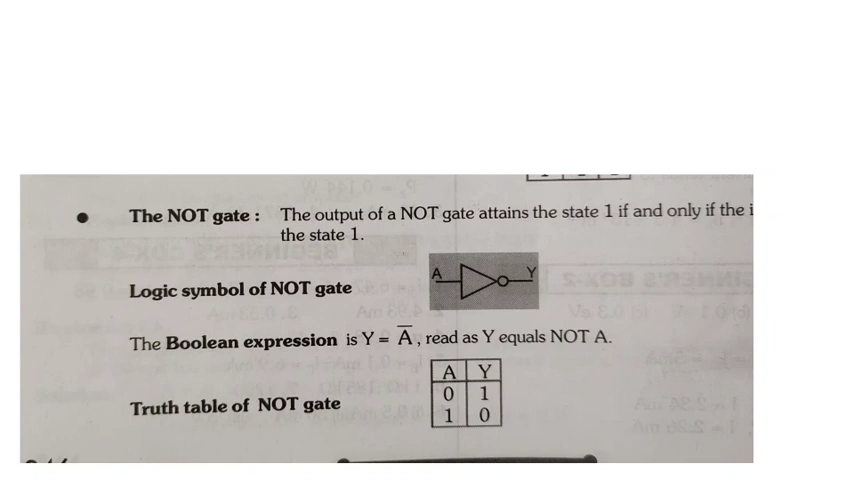 • The NOT gate : The output of a NOT gate attains the state 1 if and only if the
the state 1.
Logic symbol of NOT gate
A Y
The Boolean expression is Y = A̅ , read as Y equals NOT A.
A Y
0 1
Truth table of NOT gate
1 0